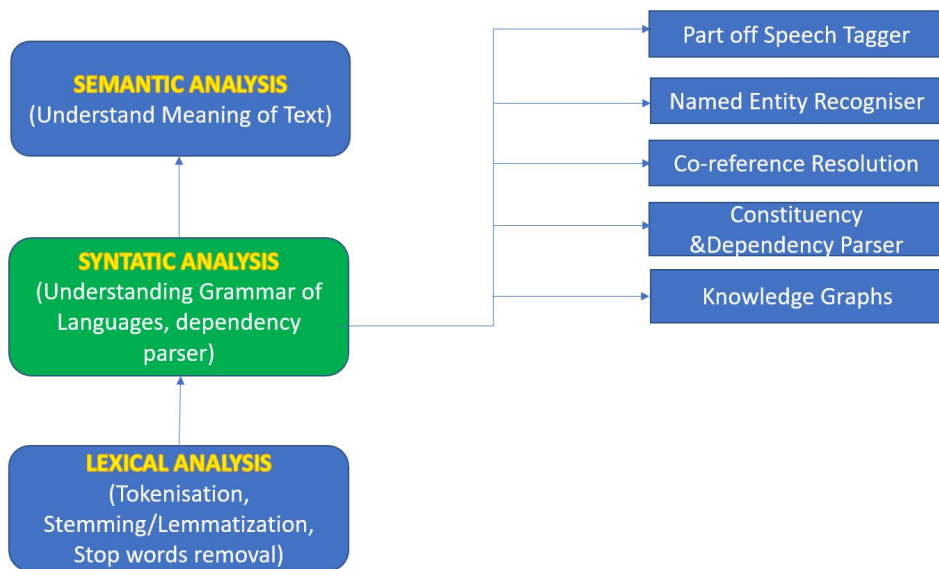 SEMANTIC ANALYSIS
(Understand Meaning of Text)
SYNTATIC ANALYSIS
(Understanding Grammar of
Languages, dependency
parser)
LEXICAL ANALYSIS
(Tokenisation,
Stemming/Lemmatization,
Stop words removal)
Part off Speech Tagger
Named Entity Recogniser
Co-reference Resolution
Constituency
&Dependency Parser
Knowledge Graphs